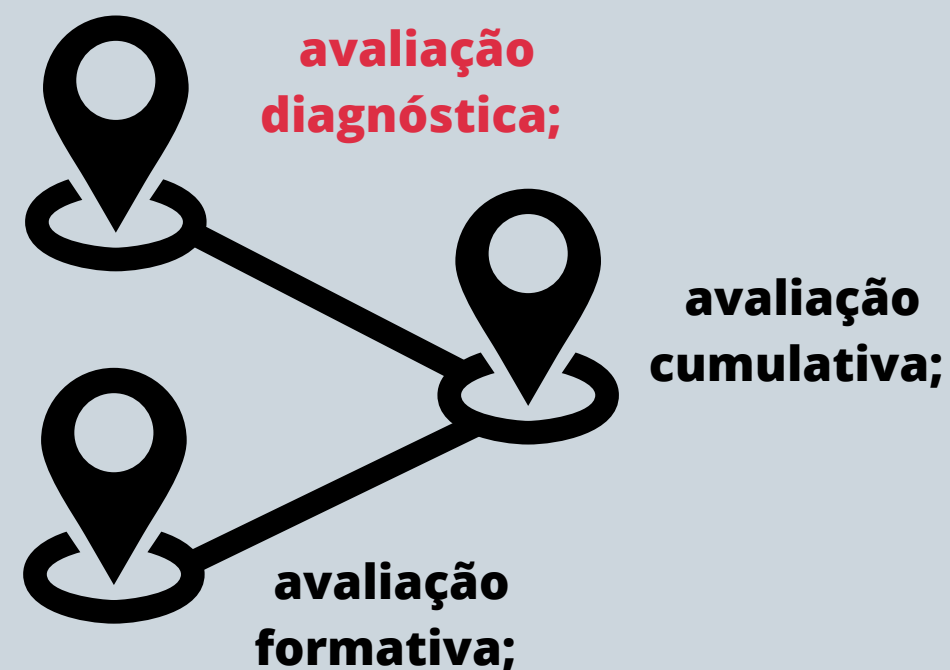 avaliação
diagnóstica;
avaliação
cumulativa;
avaliação
formativa;